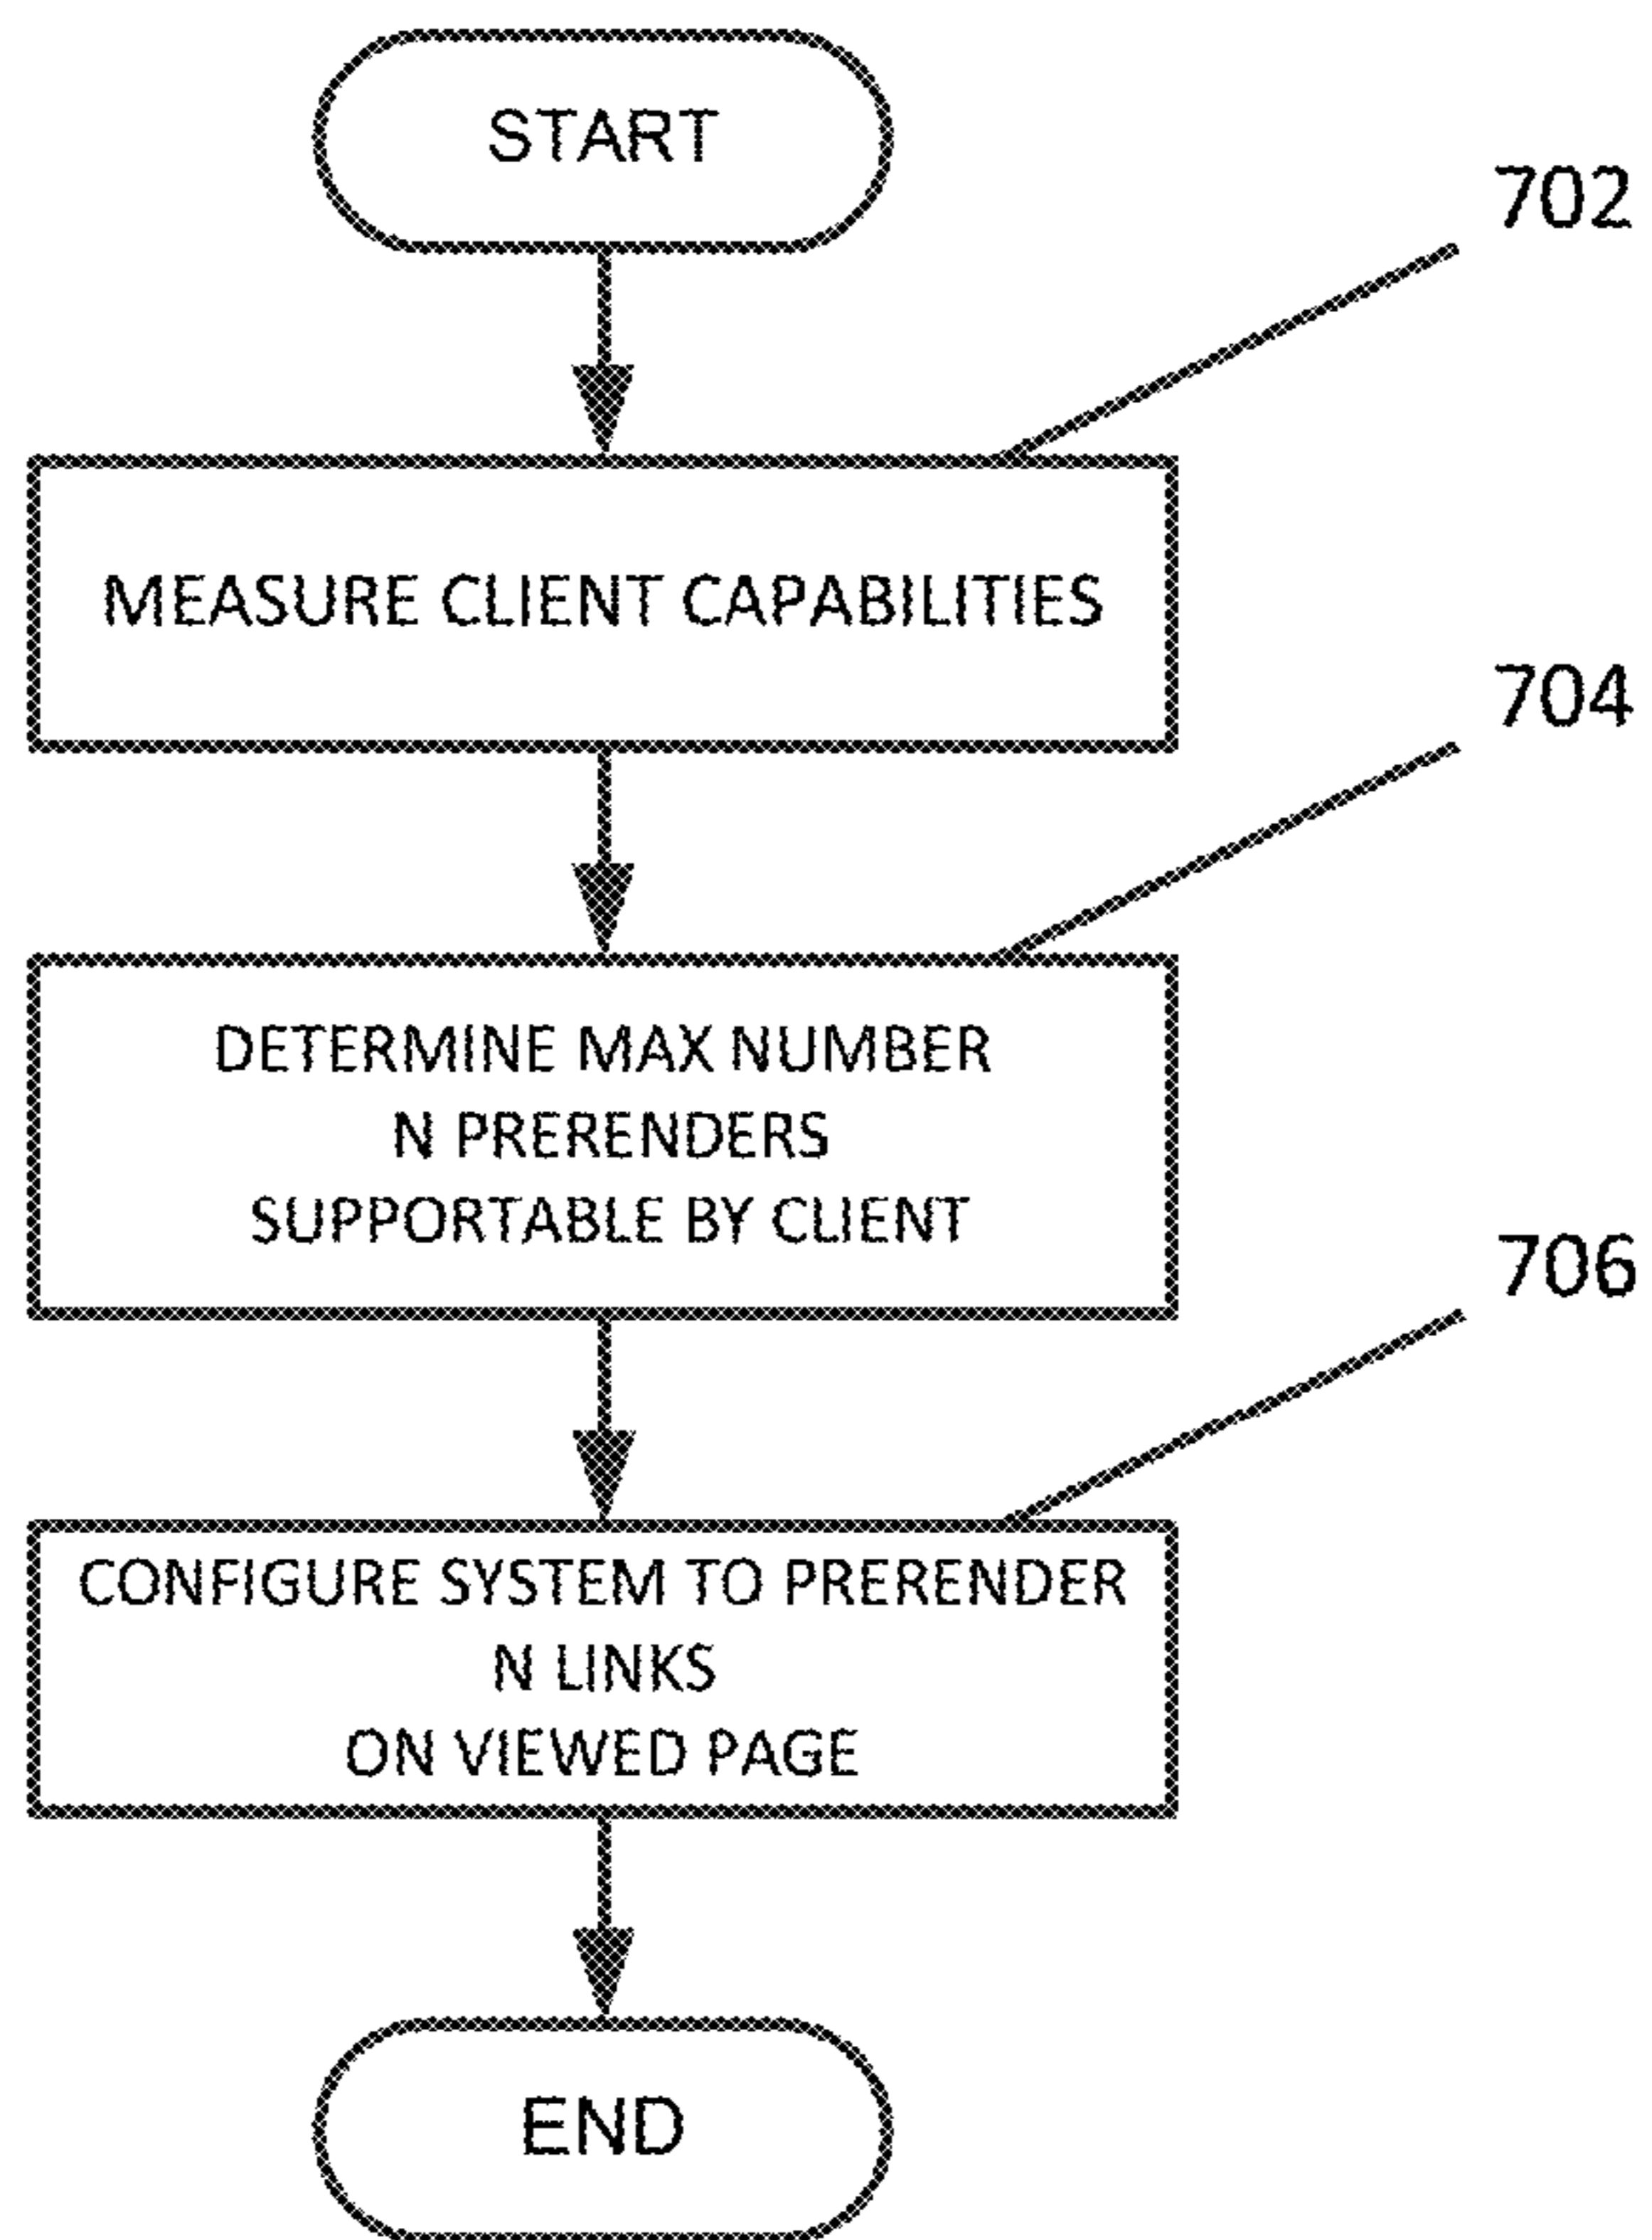 START
702
MEASURE CLIENT CAPABILITIES
704
DETERMINE MAX NUMBER
N PRERENDERS
SUPPORTABLE BY CLIENT
706
CONFIGURE SYSTEM TO PRERENDER
N LINKS
ON VIEWED PAGE
END